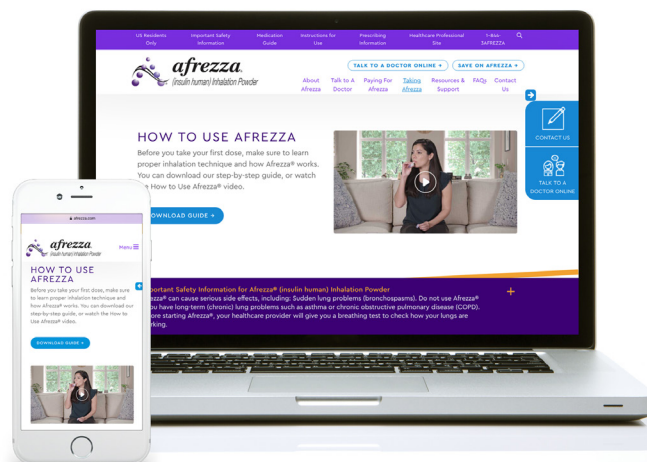 US Residents Only
Important Safety Information
Medication Guide
Instructions for Use
Prescribing Information
Healthcare Professional Site
1-844-3AFREZZA
afrezza®
(insulin human) Inhalation Powder
TALK TO A DOCTOR ONLINE →
SAVE ON AFREZZA →
About Afrezza
Talk to A Doctor
Paying For Afrezza
Taking Afrezza
Resources & Support
FAQs
Contact Us
CONTACT US
TALK TO A DOCTOR ONLINE
HOW TO USE AFREZZA
Before you take your first dose, make sure to learn
proper inhalation technique and how Afrezza® works.
You can download our step-by-step guide, or watch
he How to Use Afrezza® video.
DOWNLOAD GUIDE →
portant Safety Information for Afrezza® (insulin human) Inhalation Powder
ezza® can cause serious side effects, including: Sudden lung problems (bronchospasms). Do not use Afrezza®
ou have long-term (chronic) lung problems such as asthma or chronic obstructive pulmonary disease (COPD).
ore starting Afrezza®, your healthcare provider will give you a breathing test to check how your lungs are
rking.
afrezza.com
afrezza
(insulin human) Inhalation Powder
Menu
HOW TO USE
AFREZZA
Before you take your first dose, make sure
to learn proper inhalation technique and
how Afrezza® works. You can download our
step-by-step guide, or watch the How to
Use Afrezza® video.
DOWNLOAD GUIDE →